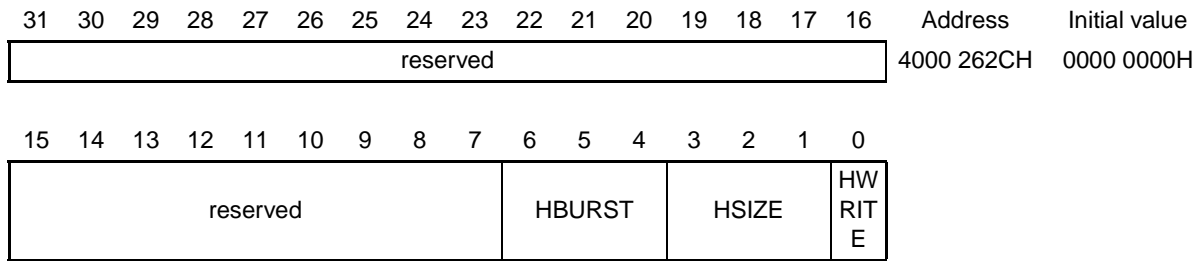 31 30 29 28 27 26 25 24 23 22 21 20 19 18 17 16 Address Initial value
reserved 4000 262CH 0000 0000H
15 14 13 12 11 10 9 8 7 6 5 4 3 2 1 0
reserved HBURST HSIZE HW
RIT
E